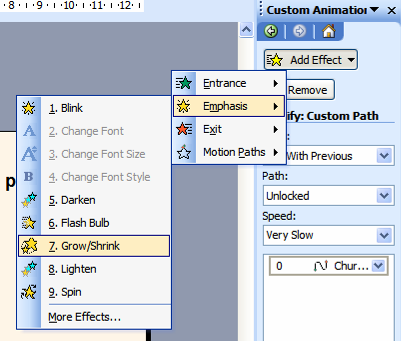 8 · 9 · 10 · 11 · 12 ·
Custom Animation
Add Effect
Remove
fy: Custom Path
With Previous
Path:
Unlocked
Speed:
Very Slow
0 Chur...
Entrance
Emphasis
Exit
Motion Paths
1. Blink
2. Change Font
3. Change Font Size
4. Change Font Style
5. Darken
6. Flash Bulb
7. Grow/Shrink
8. Lighten
9. Spin
More Effects...
p